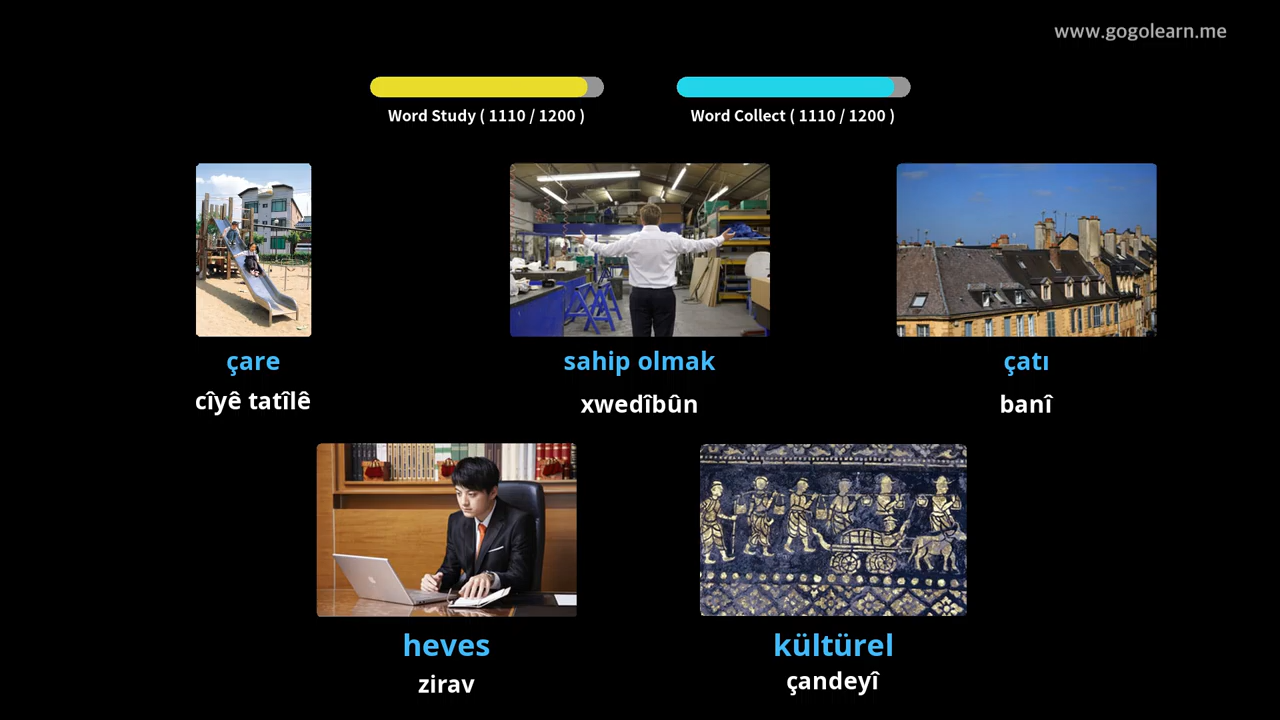 www.gogolearn.me
Word Study ( 1110 / 1200 )
Word Collect ( 1110 / 1200 )
çare
sahip olmak
çatı
cîyê tatîlê
xwedîbûn
banî
heves
kültürel
zirav
çandeyî